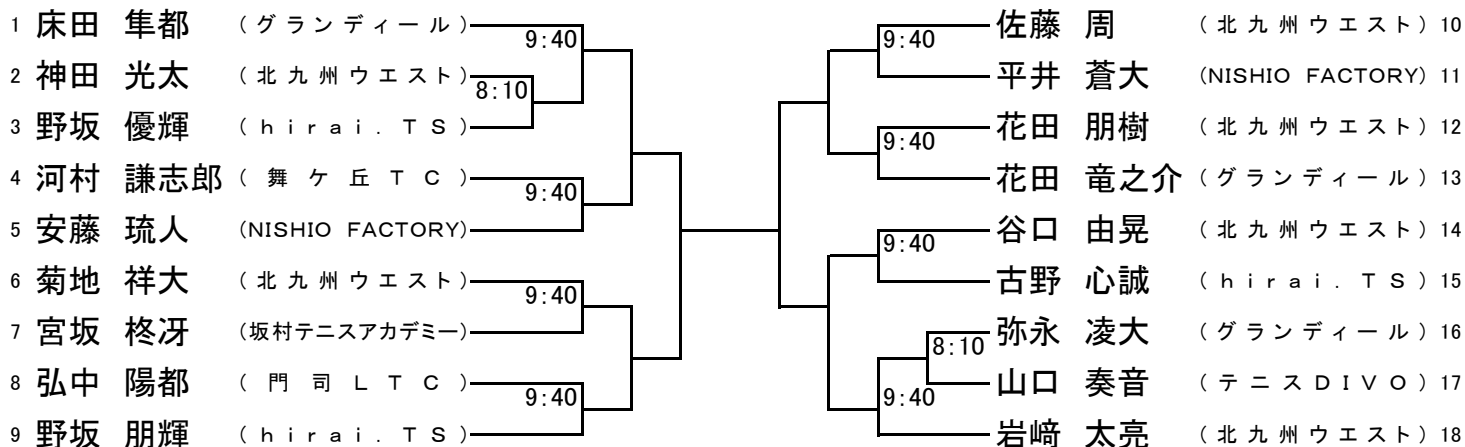 1 床田 隼都 (グランディール)
9:40
2 神田 光太 (北九州ウエスト)
8:10
3 野坂 優輝 (hirai.TS)
4 河村 謙志郎 (舞ケ丘TC)
9:40
5 安藤 琉人 (NISHIO FACTORY)
6 菊地 祥大 (北九州ウエスト)
9:40
7 宮坂 柊冴 (坂村テニスアカデミー)
8 弘中 陽都 (門司LTC)
9:40
9 野坂 朋輝 (hirai.TS)
佐藤 周 (北九州ウエスト) 10
9:40
平井 蒼大 (NISHIO FACTORY) 11
花田 朋樹 (北九州ウエスト) 12
9:40
花田 竜之介 (グランディール) 13
谷口 由晃 (北九州ウエスト) 14
9:40
古野 心誠 (hirai.TS) 15
弥永 凌大 (グランディール) 16
8:10
山口 奏音 (テニスDIVO) 17
9:40
岩﨑 太亮 (北九州ウエスト) 18